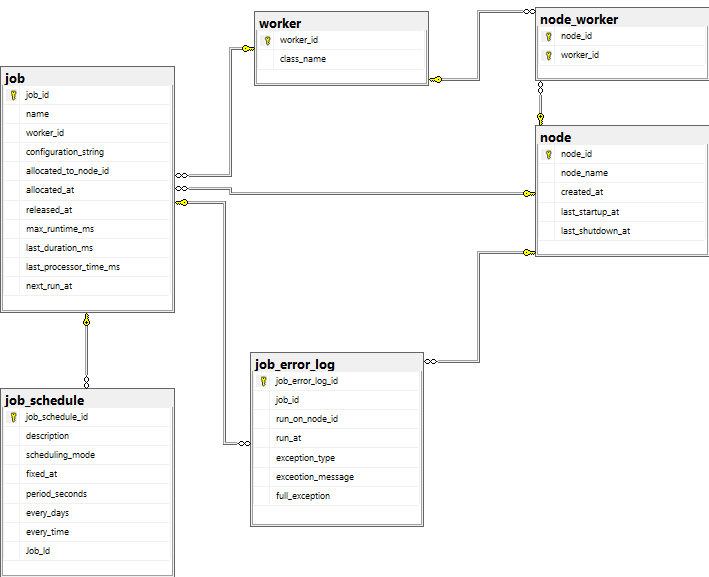 worker
worker_id
class_name
node_worker
node_id
worker_id
job
job_id
name
worker_id
configuration_string
allocated_to_node_id
allocated_at
released_at
max_runtime_ms
last_duration_ms
last_processor_time_ms
next_run_at
node
node_id
node_name
created_at
last_startup_at
last_shutdown_at
job_error_log
job_error_log_id
job_id
run_on_node_id
run_at
exception_type
exceotion_message
full_exception
job_schedule
job_schedule_id
description
scheduling_mode
fixed_at
period_seconds
every_days
every_time
Job_Id